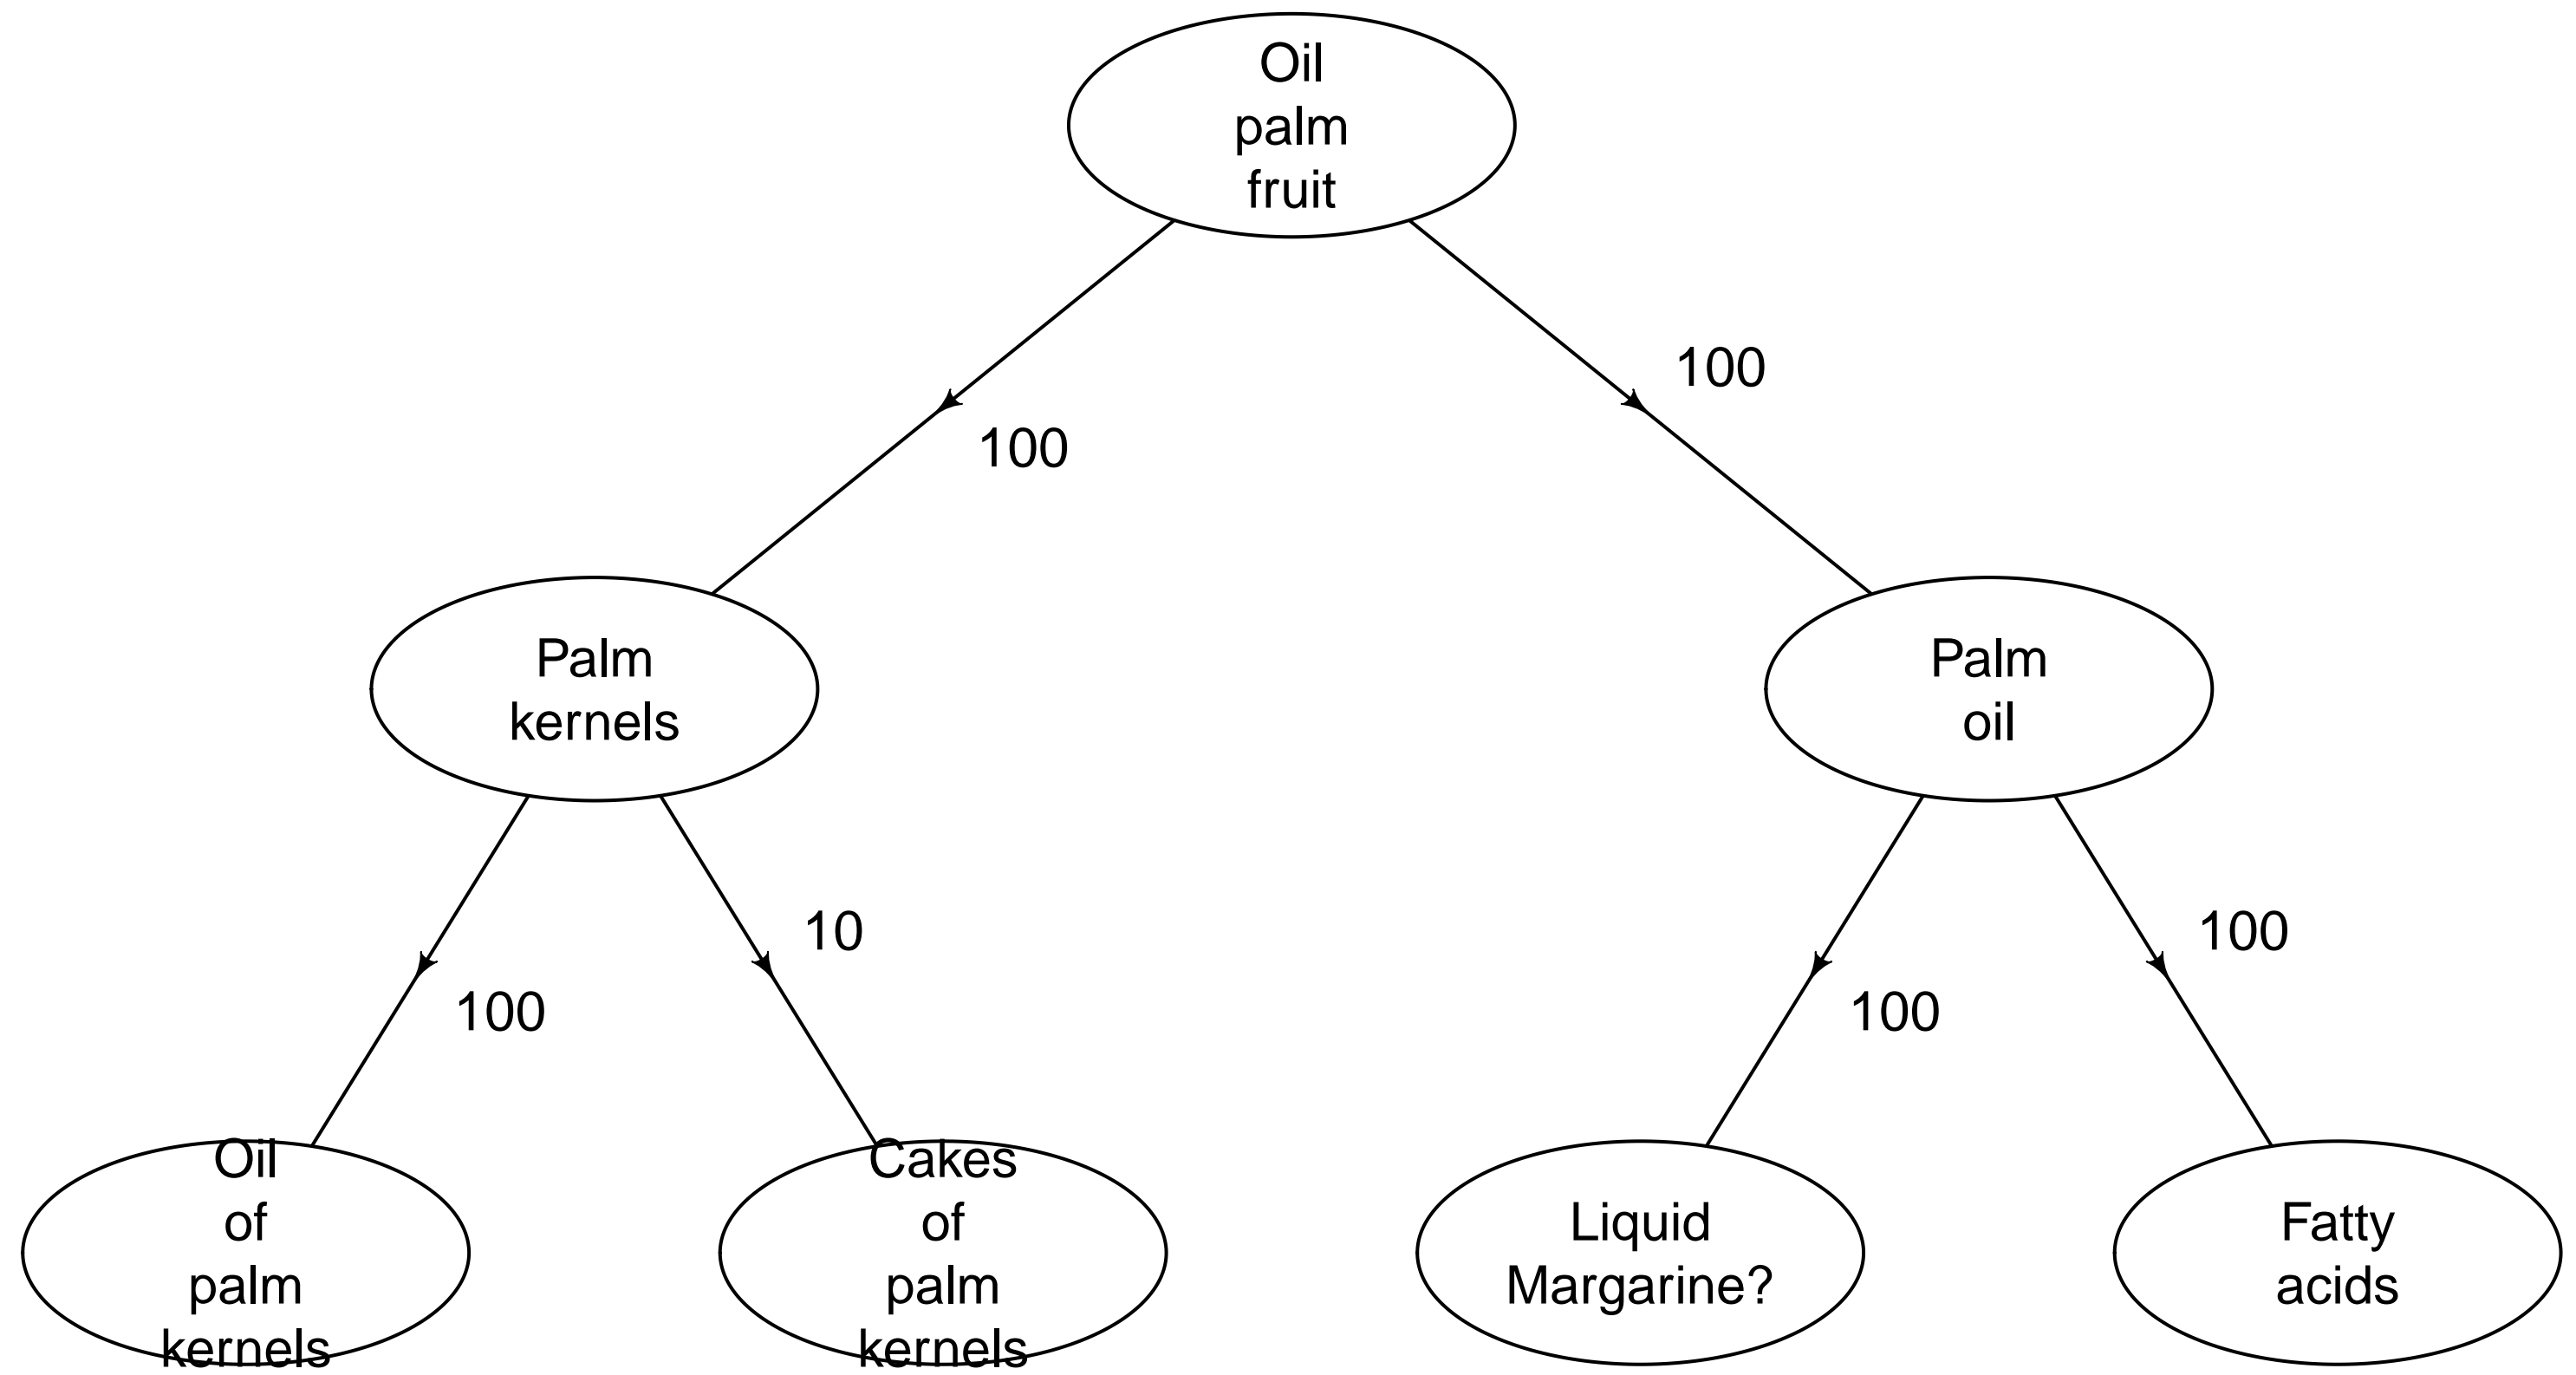 Oil
palm
fruit
100
100
Palm
kernels
Palm
oil
10
100
100
100
Oil
of
palm
kernels
Cakes
of
palm
kernels
Liquid
Margarine?
Fatty
acids